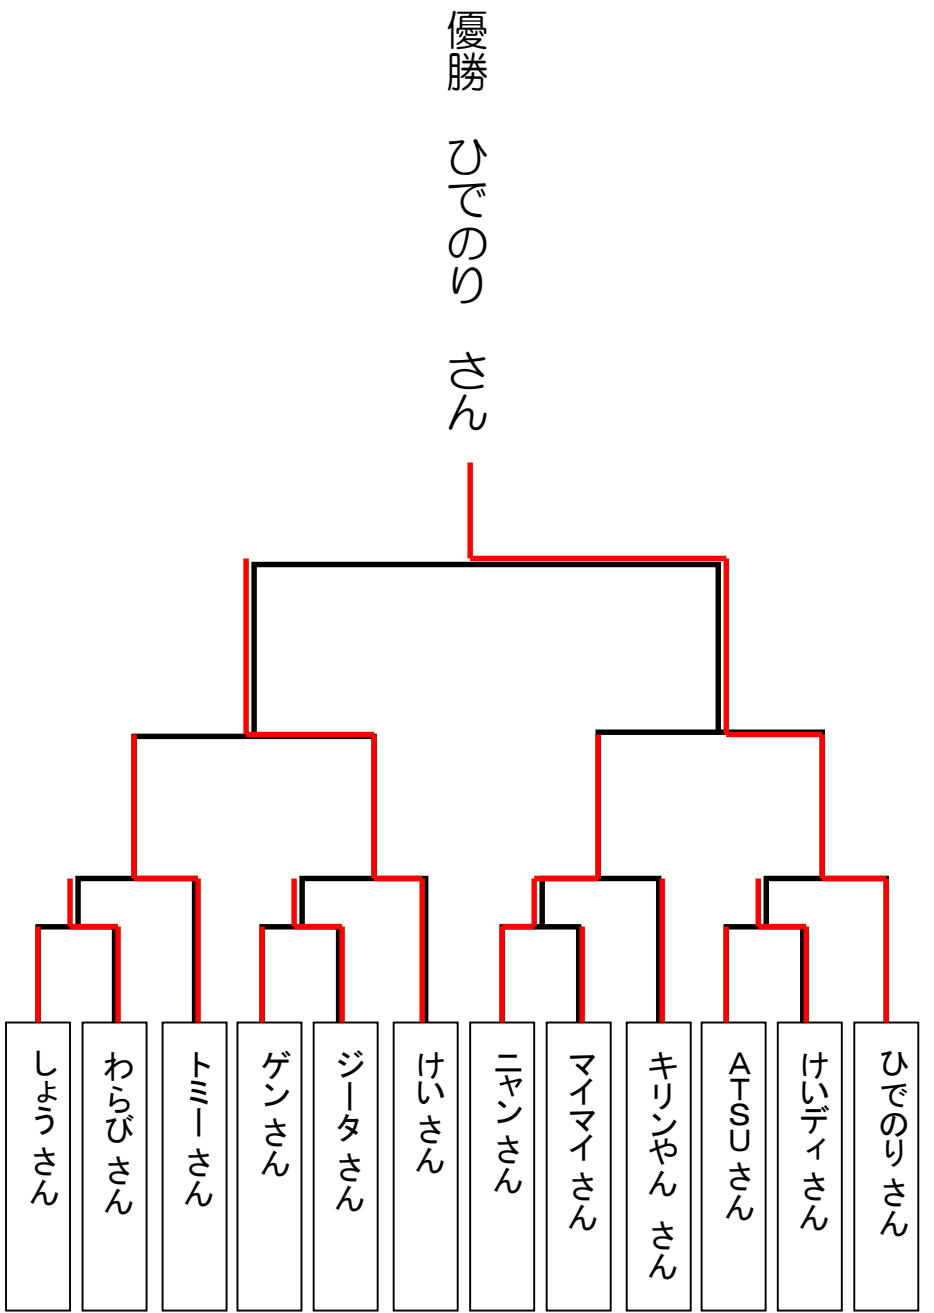 優勝　ひでのり　さん
しょう さん
わらび さん
トミー さん
ゲン さん
ジータ さん
けい さん
ニャン さん
マイマイ さん
キリンやん　さん
ＡＴＳＵ さん
けいディ さん
ひでのり さん